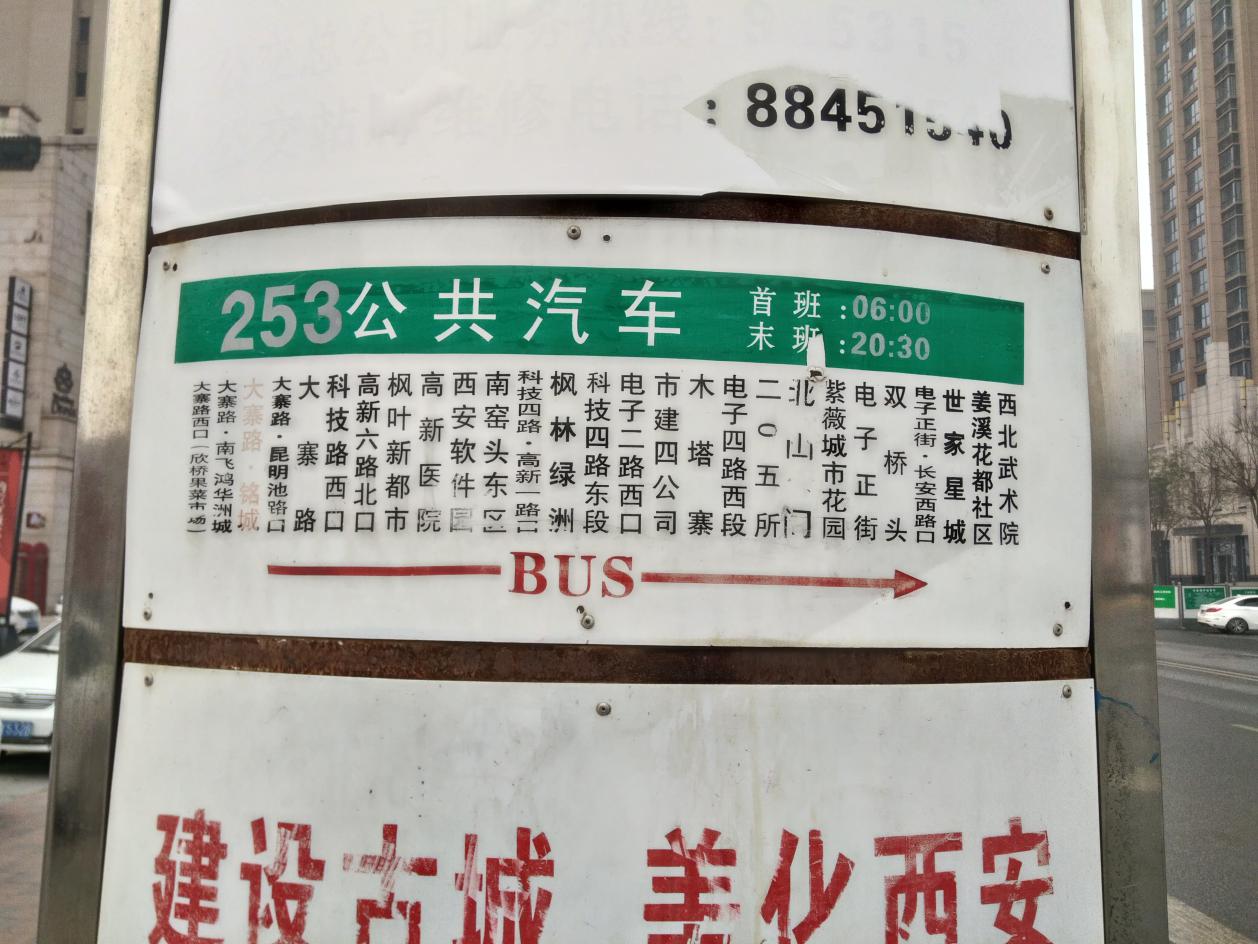 : 88451540
253公共汽车
首班:06:00
末班:20:30
大寨路西口（欣桥果菜市场）
大寨路·南飞鸿华洲城
大寨路·铭城
大寨路·昆明池路口
大寨路
科技路西口
高新六路北口
枫叶新都市
高新医院
西安软件园
南窑头东区
科技四路·高新一路口
枫林绿洲
科技四路东段
电子二路西口
市建四公司
木塔寨
电子四路西段
二〇五所
北山门
紫薇城市花园
电子正街
双桥头
电子正街·长安西路口
世家星城
姜溪花都社区
西北武术院
BUS
建设古城 美化西安